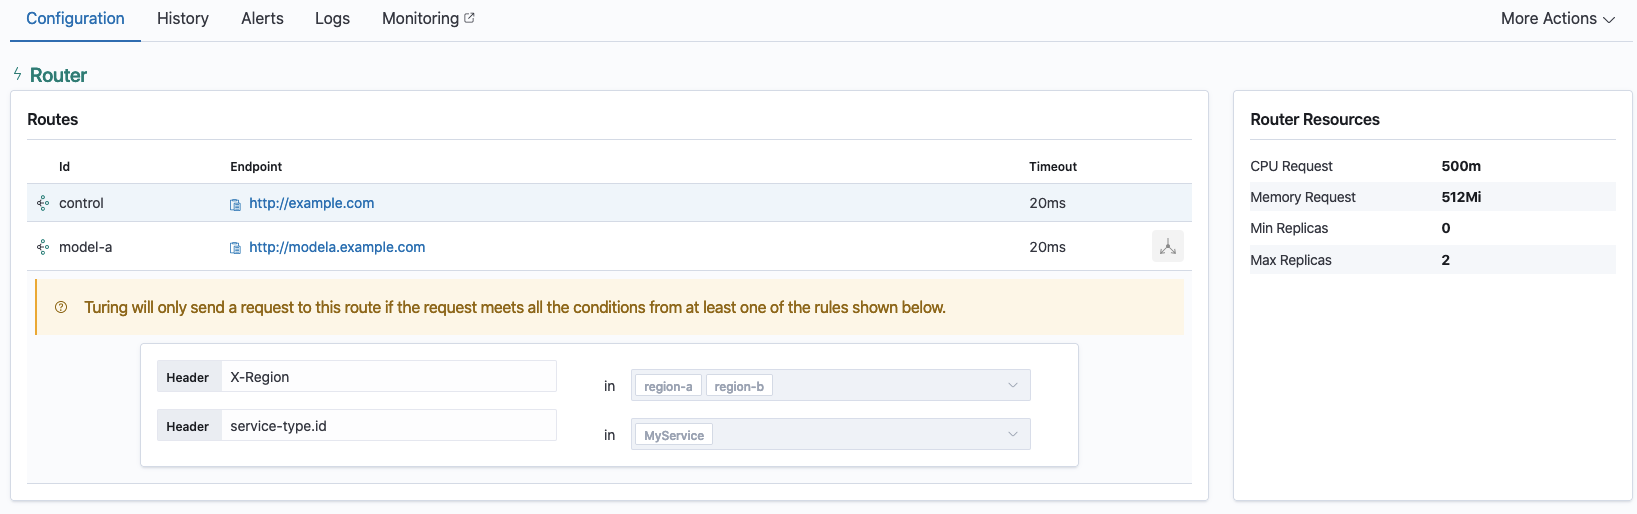 Configuration History Alerts Logs Monitoring More Actions
Router
Routes
Id Endpoint Timeout
control http://example.com 20ms
model-a http://modela.example.com 20ms
Turing will only send a request to this route if the request meets all the conditions from at least one of the rules shown below.
Header X-Region in region-a region-b
Header service-type.id in MyService
Router Resources
CPU Request 500m
Memory Request 512Mi
Min Replicas 0
Max Replicas 2